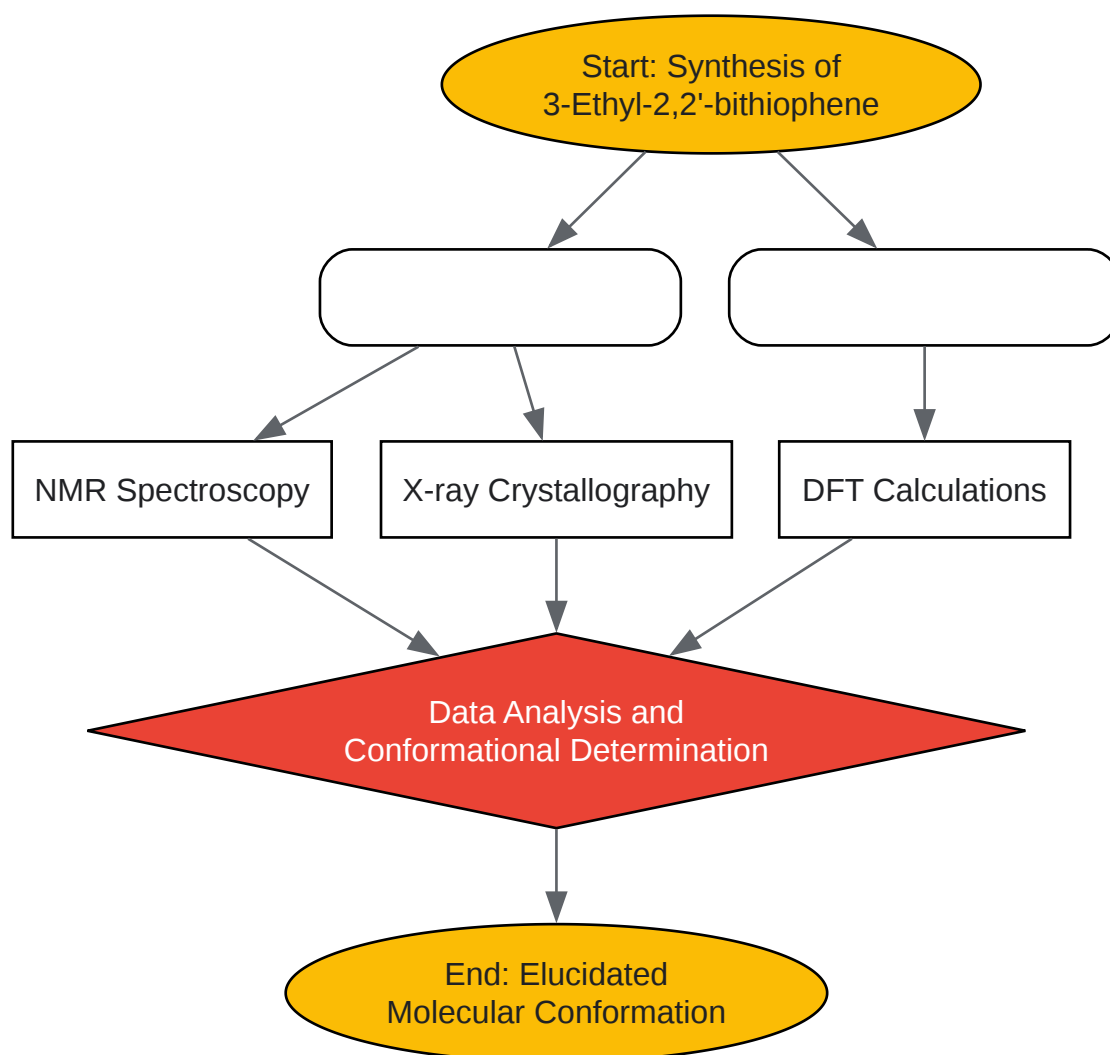 Start: Synthesis of
3-Ethyl-2,2'-bithiophene
NMR Spectroscopy
X-ray Crystallography
DFT Calculations
Data Analysis and
Conformational Determination
End: Elucidated
Molecular Conformation